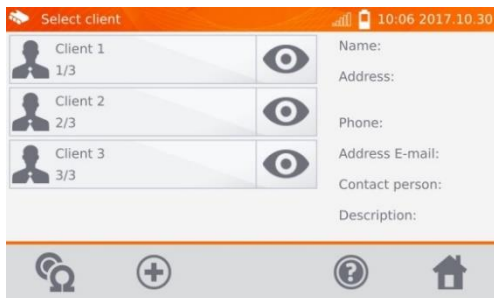 Select client
10:06 2017.10.30
Client 1
1/3
Client 2
2/3
Client 3
3/3
Name:
Address:
Phone:
Address E-mail:
Contact person:
Description: